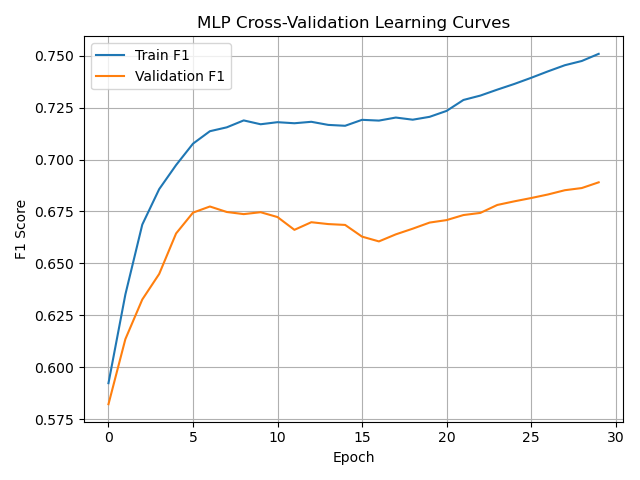 MLP Cross-Validation Learning Curves
Train F1
Validation F1
F1 Score
0.750
0.725
0.700
0.675
0.650
0.625
0.600
0.575
0 5 10 15 20 25 30
Epoch